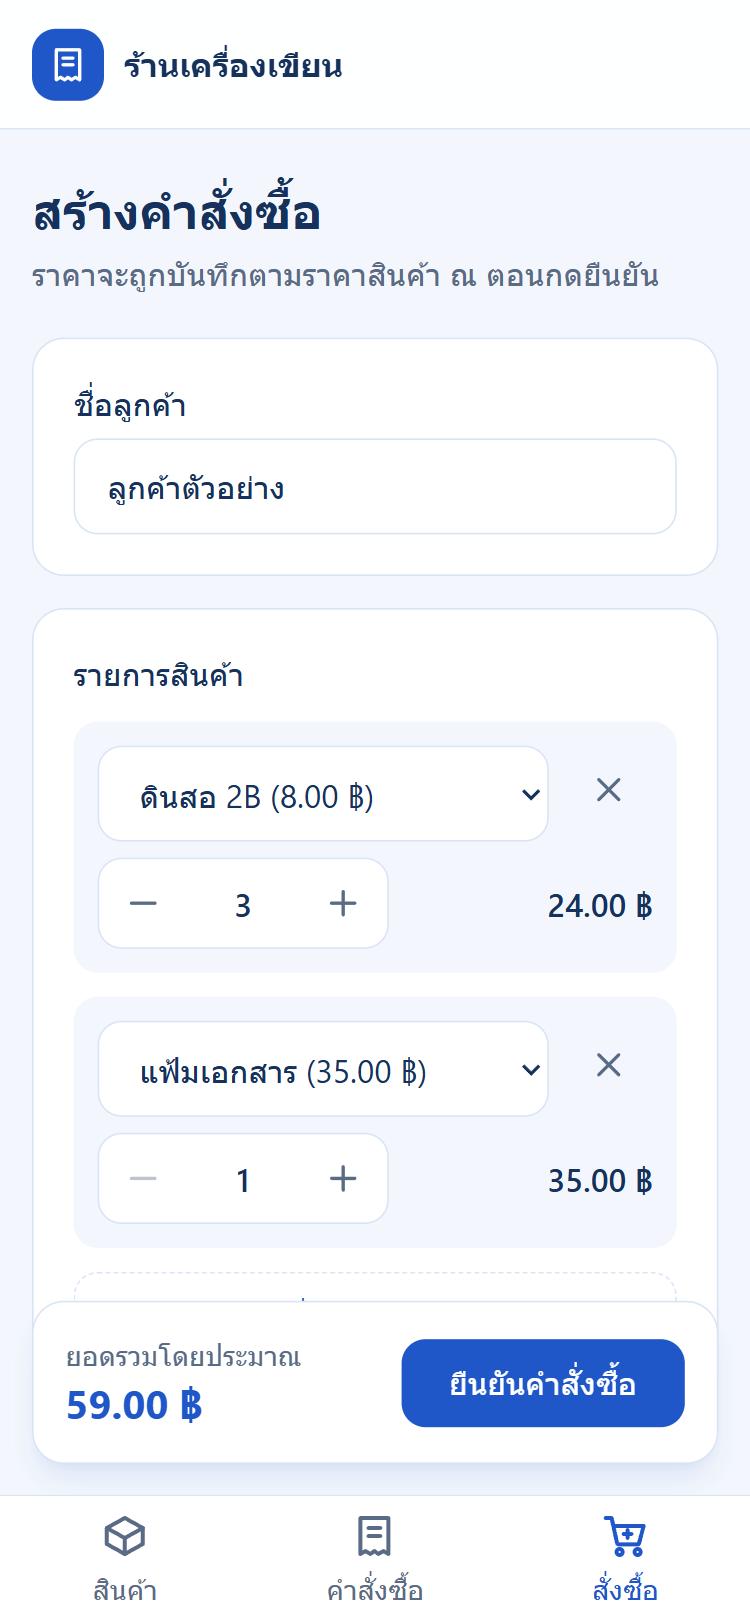 ร้านเครื่องเขียน
สร้างคำสั่งซื้อ
ราคาจะถูกบันทึกตามราคาสินค้า ณ ตอนกดยืนยัน
ชื่อลูกค้า
ลูกค้าตัวอย่าง
รายการสินค้า
ดินสอ 2B (8.00 ฿)
3
24.00 ฿
แฟ้มเอกสาร (35.00 ฿)
1
35.00 ฿
ยอดรวมโดยประมาณ
59.00 ฿
ยืนยันคำสั่งซื้อ
สินค้า
คำสั่งซื้อ
สั่งซื้อ